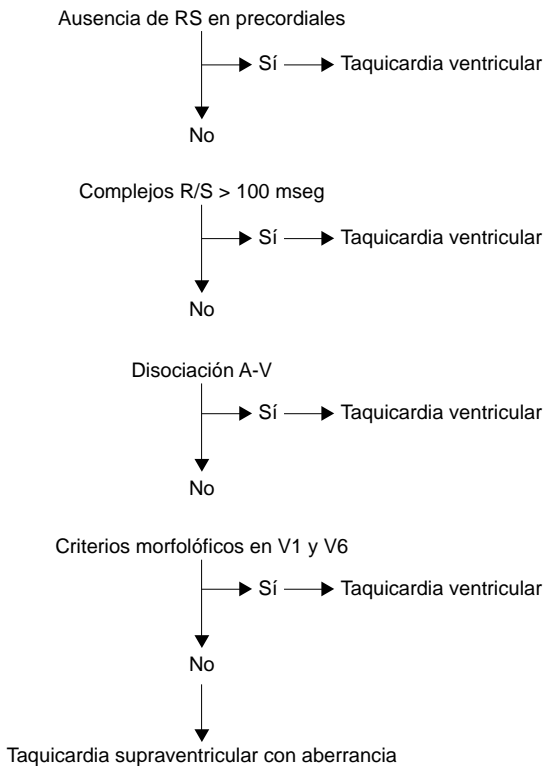 Ausencia de RS en precordiales
Sí Taquicardia ventricular
No
Complejos R/S > 100 mseg
Sí Taquicardia ventricular
No
Disociación A-V
Sí Taquicardia ventricular
No
Criterios morfolóficos en V1 y V6
Sí Taquicardia ventricular
No
Taquicardia supraventricular con aberrancia